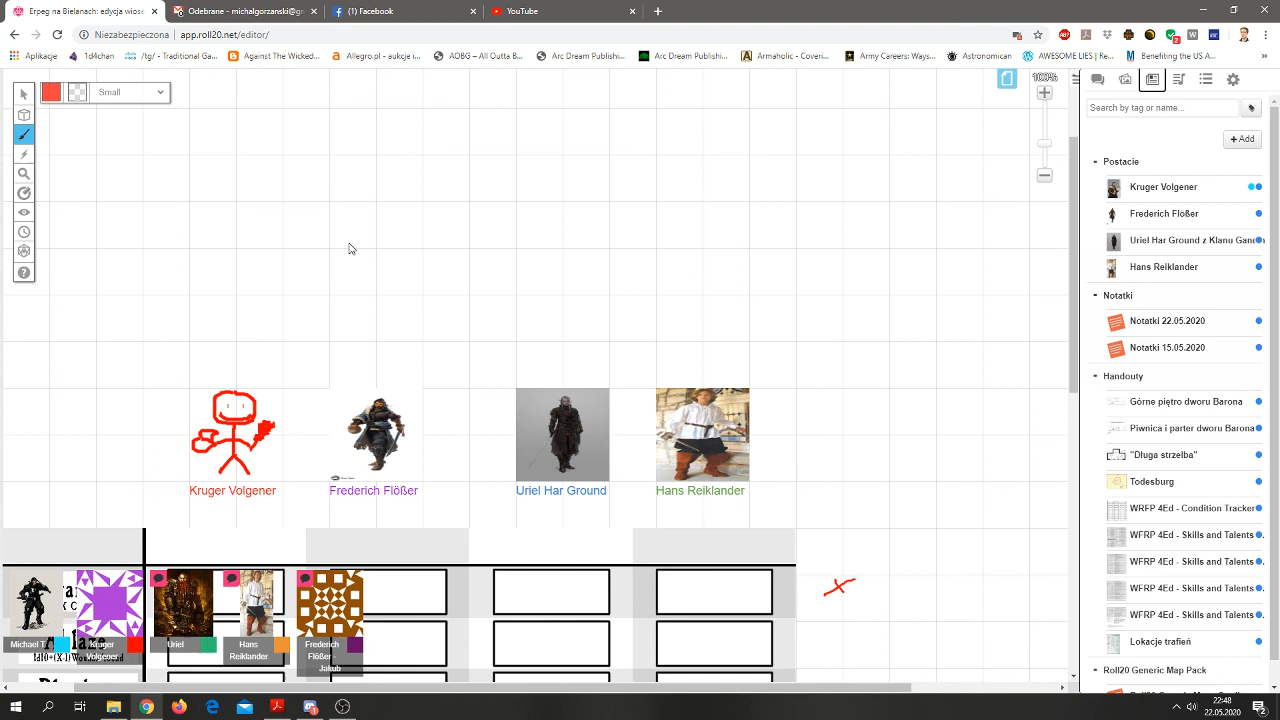 Erpeg na Bielanach: edycja wiose
Odebrane - michalgozanski@gm
(1) Facebook
YouTube
Niezabezpieczona
app.roll20.net/editor/
Aplikacje
1d4chan
/tg/ - Traditional G...
Against The Wicked...
Allegro.pl - aukcje i...
AOBO – All Outta B...
Arc Dream Publishi...
Arc Dream Publishi...
Armaholic - Coveri...
Army Careers: Ways...
Astronomican
AWESOME LIES | H...
Benefiting the US A...
Small
100%
Search by tag or name...
+ Add
Postacie
Kruger Volgener
Frederich Floßer
Uriel Har Ground z Klanu Gan
Hans Reiklander
Notatki
Notatki 22.05.2020
Notatki 15.05.2020
Handouty
Górne piętro dworu Barona
Piwnica i parter dworu Barona
"Długa strzelba"
Todesburg
WRFP 4Ed - Condition Tracker
WFRP 4Ed - Skills and Talents ...
WFRP 4Ed - Skills and Talents ...
WFRP 4Ed - Skills and Talents ...
WFRP 4Ed - Skills and Talents ...
Lokacje trafień
Roll20 Generic Map Pack
Kruger Volgener
Frederich Flößer
Uriel Har Ground
Hans Reiklander
Michael T
Kruger Volgener
Uriel
Hans Reiklander
Frederich Flößer Jakub
22:48
22.05.2020